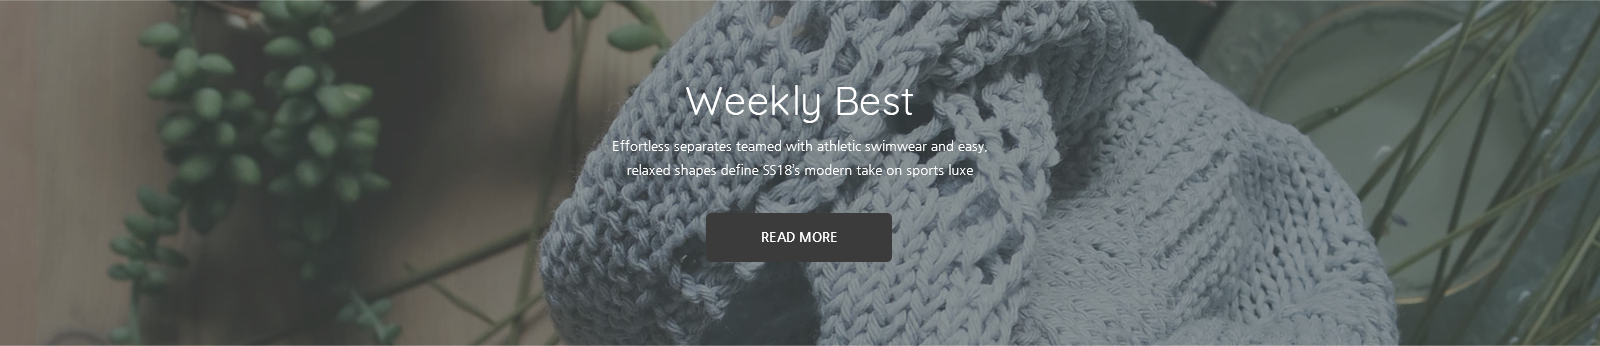 Weekly Best
Effortless separates teamed with athletic swimwear and easy,
relaxed shapes define SS18's modern take on sports luxe
READ MORE